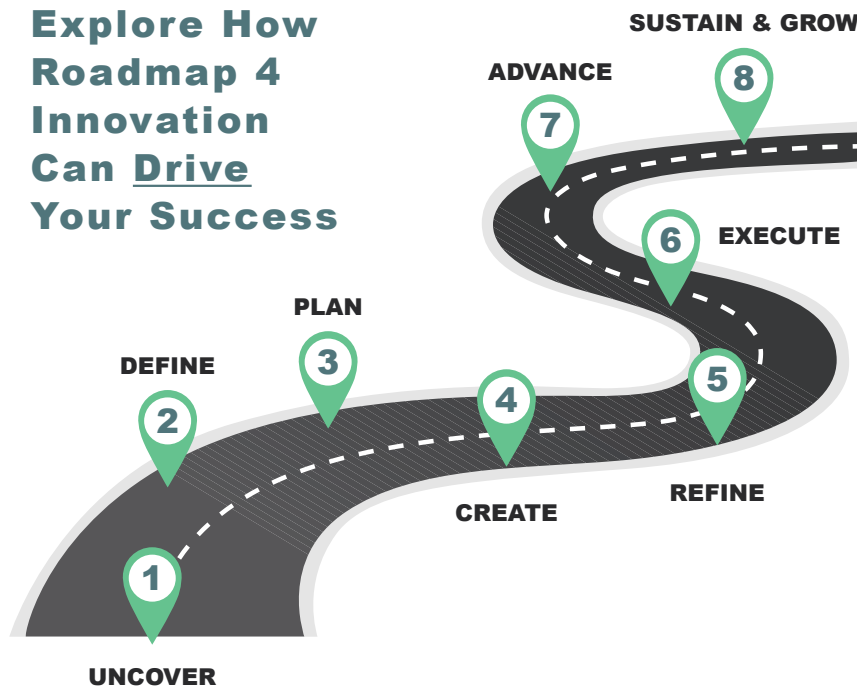 Explore How
Roadmap 4
Innovation
Can Drive
Your Success
SUSTAIN & GROW
8
ADVANCE
7
6
EXECUTE
PLAN
3
DEFINE
2
5
REFINE
4
CREATE
1
UNCOVER